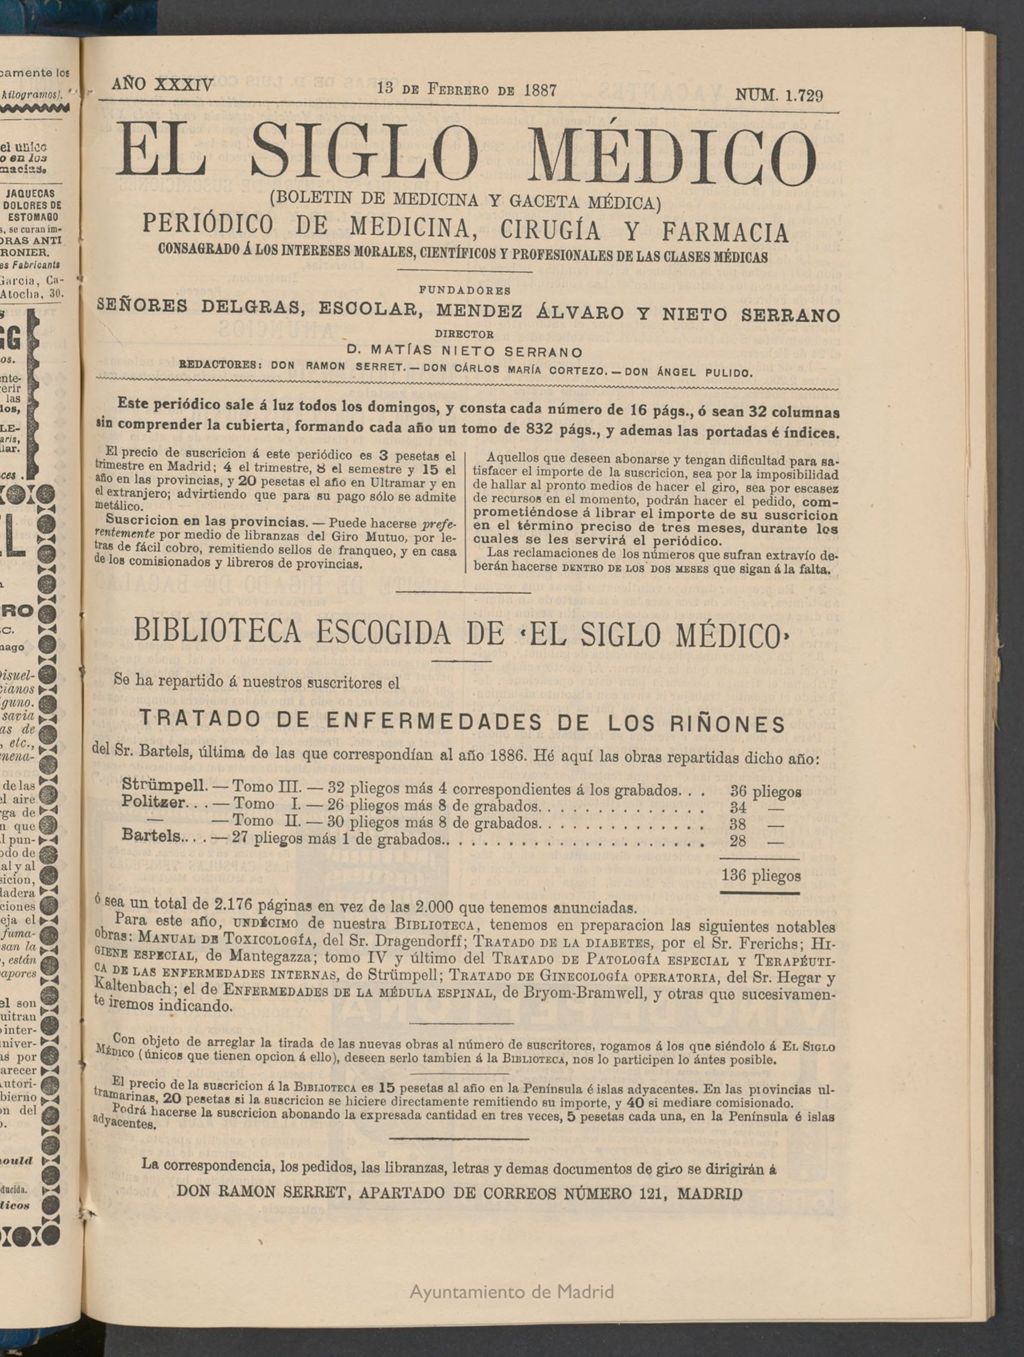 camente los
kilogramos).
el unico
o en los
macias.
JAQUECAS
DOLORES DE
ESTOMAGO
s, se curan im-
ORAS ANTI
RONIER.
es Fabricants
Garcia, Ca-
Atocha, 30.
AÑO XXXIV
13 DE FEBRERO DE 1887
NUM. 1.729
EL SIGLO MÉDICO
(BOLETIN DE MEDICINA Y GACETA MÉDICA)
PERIÓDICO DE MEDICINA, CIRUGÍA Y FARMACIA
CONSAGRADO Á LOS INTERESES MORALES, CIENTÍFICOS Y PROFESIONALES DE LAS CLASES MÉDICAS
FUNDADORES
SEÑORES DELGRAS, ESCOLAR, MENDEZ ÁLVARO Y NIETO SERRANO
DIRECTOR
D. MATÍAS NIETO SERRANO
REDACTORES: DON RAMON SERRET. — DON CÁRLOS MARÍA CORTEZO. — DON ÁNGEL PULIDO.
Este periódico sale á luz todos los domingos, y consta cada número de 16 págs., ó sean 32 columnas
sin comprender la cubierta, formando cada año un tomo de 832 págs., y ademas las portadas é índices.
El precio de suscricion á este periódico es 3 pesetas el
trimestre en Madrid; 4 el trimestre, 8 el semestre y 15 el
año en las provincias, y 20 pesetas el año en Ultramar y en
el extranjero; advirtiendo que para su pago sólo se admite
metálico.
Suscricion en las provincias. — Puede hacerse prefe-
rentemente por medio de libranzas del Giro Mutuo, por le-
tras de fácil cobro, remitiendo sellos de franqueo, y en casa
de los comisionados y libreros de provincias.
Aquellos que deseen abonarse y tengan dificultad para sa-
tisfacer el importe de la suscricion, sea por la imposibilidad
de hallar al pronto medios de hacer el giro, sea por escasez
de recursos en el momento, podrán hacer el pedido, com-
prometiéndose á librar el importe de su suscricion
en el término preciso de tres meses, durante los
cuales se les servirá el periódico.
Las reclamaciones de los números que sufran extravío de-
berán hacerse DENTRO DE LOS DOS MESES que sigan á la falta.
BIBLIOTECA ESCOGIDA DE «EL SIGLO MÉDICO»
Se ha repartido á nuestros suscritores el
TRATADO DE ENFERMEDADES DE LOS RIÑONES
del Sr. Bartels, última de las que correspondían al año 1886. Hé aquí las obras repartidas dicho año:
Strümpell. — Tomo III. — 32 pliegos más 4 correspondientes á los grabados. . . 36 pliegos
Politzer. . . — Tomo I. — 26 pliegos más 8 de grabados. . . . . . . . . . . . . 34 —
— — Tomo II. — 30 pliegos más 8 de grabados. . . . . . . . . . . . . 38 —
Bartels. . . . — 27 pliegos más 1 de grabados. . . . . . . . . . . . . . . . . . . 28 —
136 pliegos
ó sea un total de 2.176 páginas en vez de las 2.000 que tenemos anunciadas.
Para este año, UNDÉCIMO de nuestra BIBLIOTECA, tenemos en preparacion las siguientes notables
obras: MANUAL DE TOXICOLOGÍA, del Sr. Dragendorff; TRATADO DE LA DIABETES, por el Sr. Frerichs; HI-
GIENE ESPECIAL, de Mantegazza; tomo IV y último del TRATADO DE PATOLOGÍA ESPECIAL Y TERAPÉUTI-
CA DE LAS ENFERMEDADES INTERNAS, de Strümpell; TRATADO DE GINECOLOGÍA OPERATORIA, del Sr. Hegar y
Kaltenbach; el de ENFERMEDADES DE LA MÉDULA ESPINAL, de Bryom-Bramwell, y otras que sucesivamen-
te iremos indicando.
Con objeto de arreglar la tirada de las nuevas obras al número de suscritores, rogamos á los que siéndolo á EL SIGLO
MÉDICO (únicos que tienen opcion á ello), deseen serlo tambien á la BIBLIOTECA, nos lo participen lo ántes posible.
El precio de la suscricion á la BIBLIOTECA es 15 pesetas al año en la Península é islas adyacentes. En las provincias ul-
tramarinas, 20 pesetas si la suscricion se hiciere directamente remitiendo su importe, y 40 si mediare comisionado.
Podrá hacerse la suscricion abonando la expresada cantidad en tres veces, 5 pesetas cada una, en la Península é islas
adyacentes.
La correspondencia, los pedidos, las libranzas, letras y demas documentos de giro se dirigirán á
DON RAMON SERRET, APARTADO DE CORREOS NÚMERO 121, MADRID
Ayuntamiento de Madrid